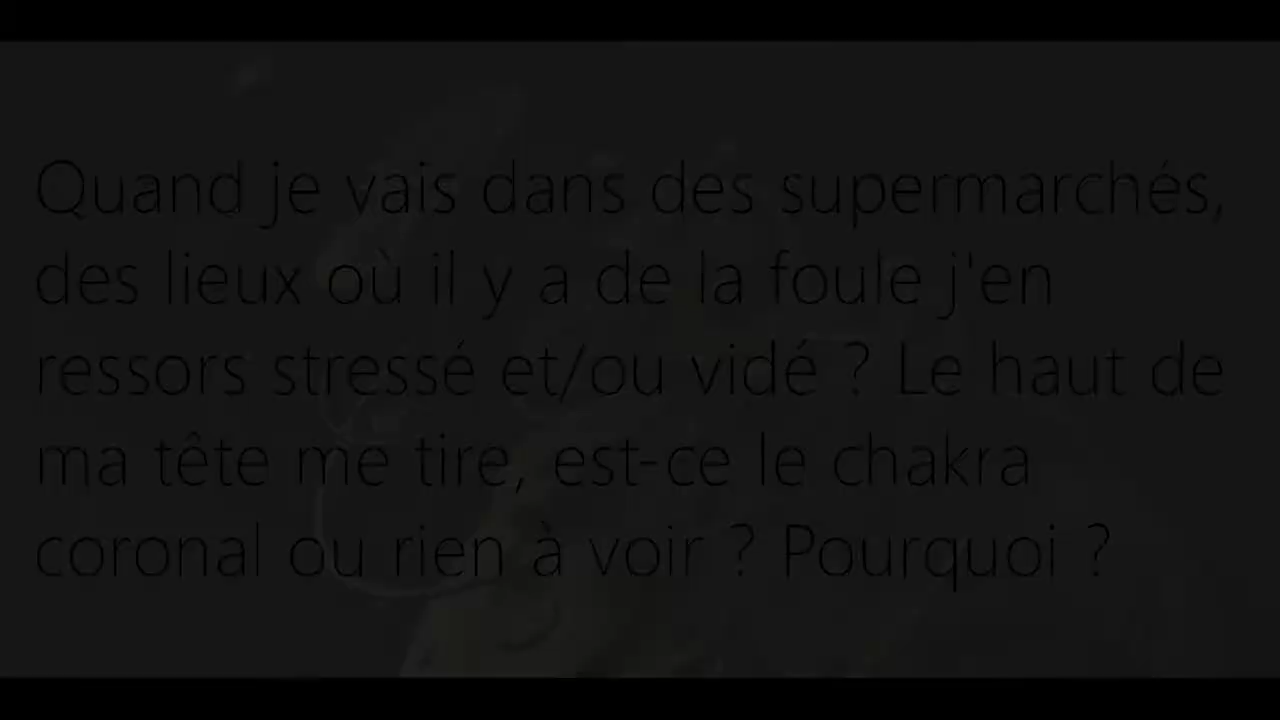 Quand je vais dans des supermarchés,
des lieux où il y a de la foule j'en
ressors stressé et/ou vidé ? Le haut de
ma tête me tire, est-ce le chakra
coronal ou rien à voir ? Pourquoi ?